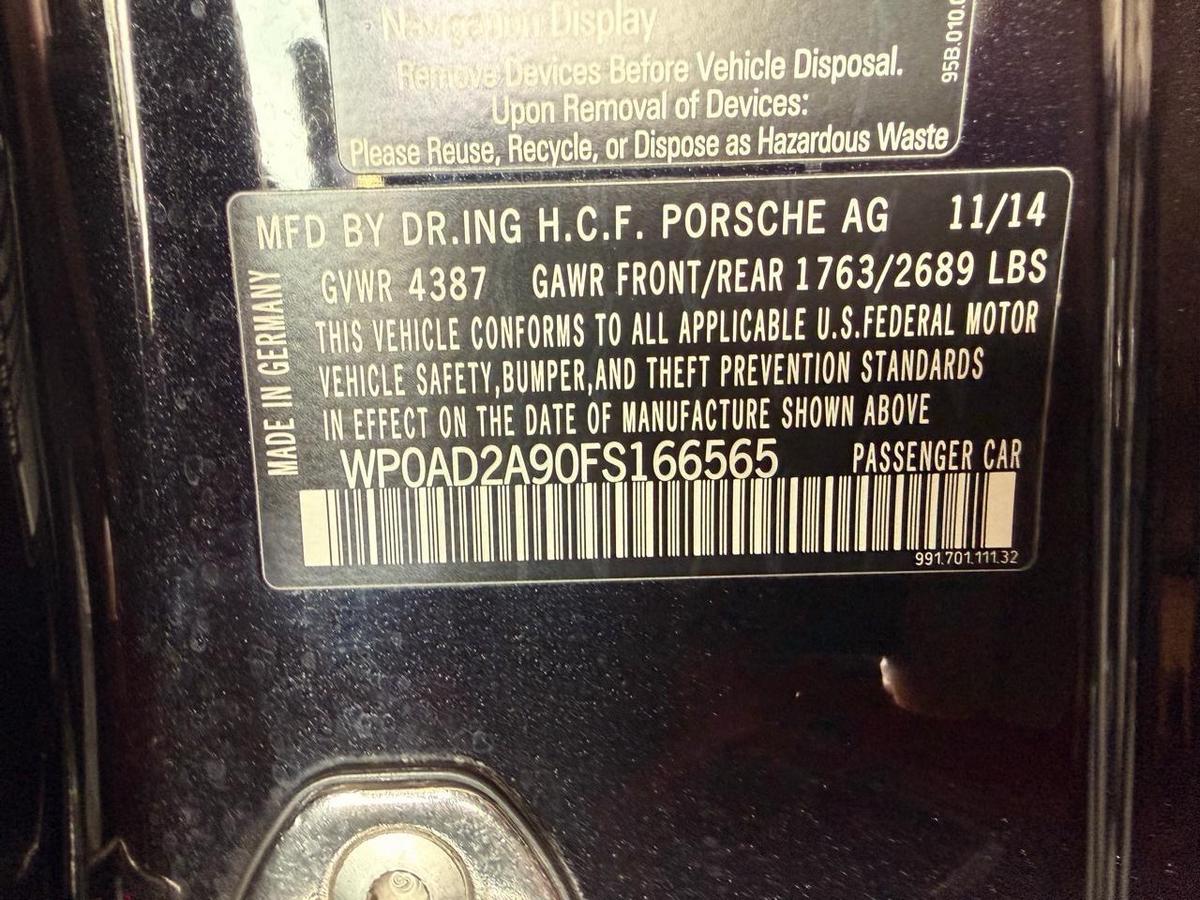 Navigation Display
Remove Devices Before Vehicle Disposal.
Upon Removal of Devices:
Please Reuse, Recycle, or Dispose as Hazardous Waste
95B.010.
MFD BY DR.ING H.C.F. PORSCHE AG 11/14
GVWR 4387 GAWR FRONT/REAR 1763/2689 LBS
THIS VEHICLE CONFORMS TO ALL APPLICABLE U.S.FEDERAL MOTOR
VEHICLE SAFETY,BUMPER,AND THEFT PREVENTION STANDARDS
IN EFFECT ON THE DATE OF MANUFACTURE SHOWN ABOVE
WP0AD2A90FS166565 PASSENGER CAR
991.701.111.32
MADE IN GERMANY